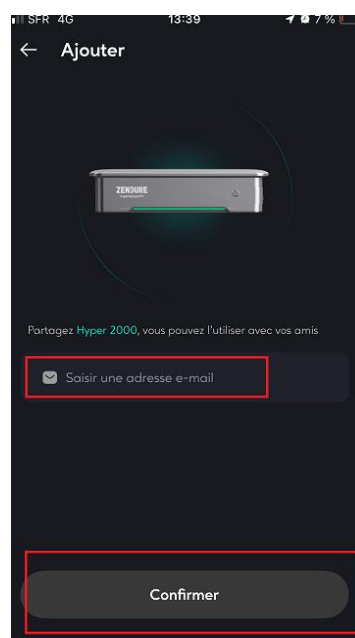 SFR 4G 13:39 7 %
Ajouter
ZENDURE
Partagez Hyper 2000, vous pouvez l'utiliser avec vos amis
Saisir une adresse e-mail
Confirmer